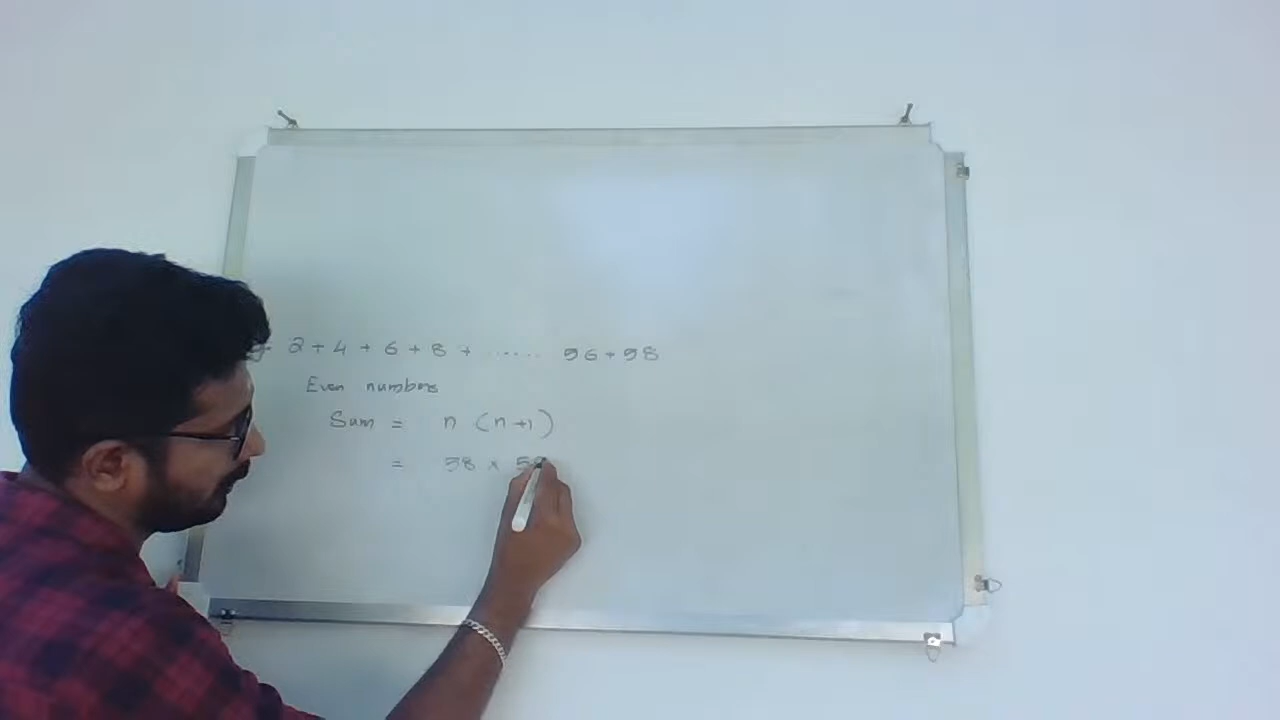 2 + 4 + 6 + 8 + ...... 96 + 98
Even numbers
Sum = n (n+1)
= 98 ×